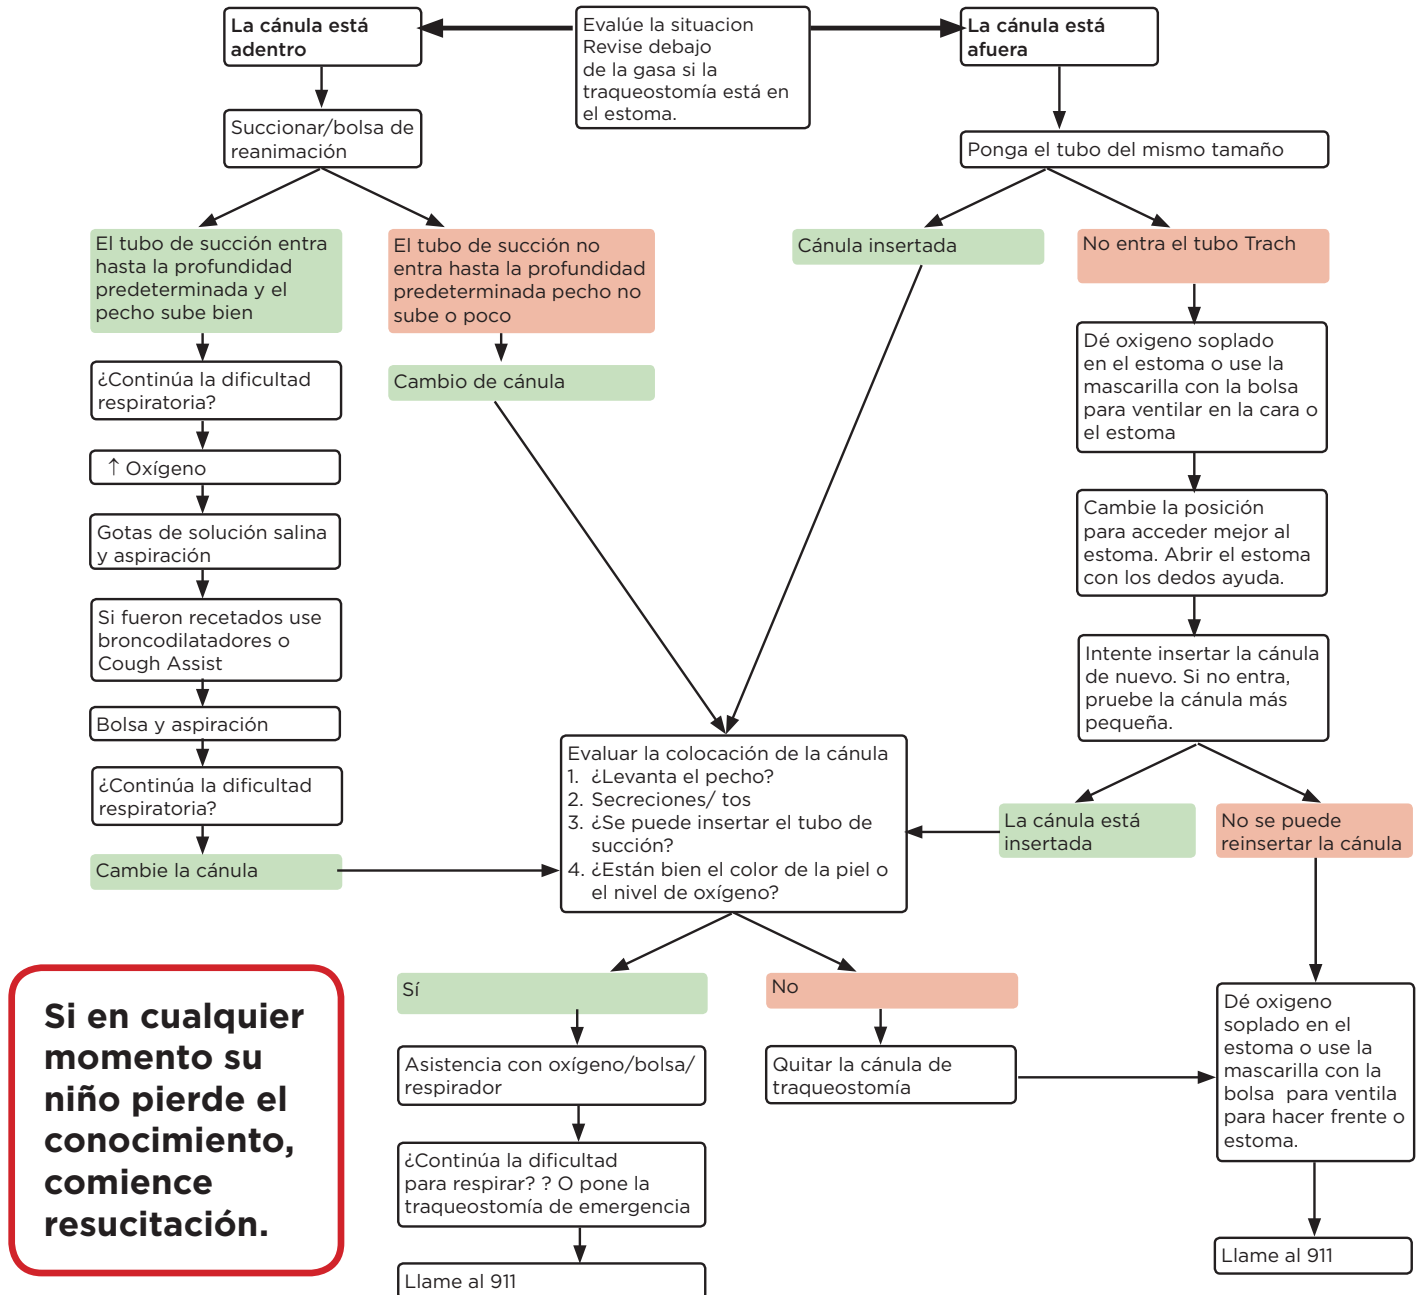 La cánula está
adentro
Evalúe la situacion
Revise debajo
de la gasa si la
traqueostomía está en
el estoma.
La cánula está
afuera
Succionar/bolsa de
reanimación
Ponga el tubo del mismo tamaño
El tubo de succión entra
hasta la profundidad
predeterminada y el
pecho sube bien
El tubo de succión no
entra hasta la profundidad
predeterminada pecho no
sube o poco
Cánula insertada
No entra el tubo Trach
¿Continúa la dificultad
respiratoria?
Cambio de cánula
Dé oxigeno soplado
en el estoma o use la
mascarilla con la bolsa
para ventilar en la cara o
el estoma
↑ Oxígeno
Gotas de solución salina
y aspiración
Cambie la posición
para acceder mejor al
estoma. Abrir el estoma
con los dedos ayuda.
Si fueron recetados use
broncodilatadores o
Cough Assist
Intente insertar la cánula
de nuevo. Si no entra,
pruebe la cánula más
pequeña.
Bolsa y aspiración
¿Continúa la dificultad
respiratoria?
Evaluar la colocación de la cánula
1. ¿Levanta el pecho?
2. Secreciones/ tos
3. ¿Se puede insertar el tubo de
succión?
4. ¿Están bien el color de la piel o
el nivel de oxígeno?
La cánula está
insertada
No se puede
reinsertar la cánula
Cambie la cánula
Si en cualquier
momento su
niño pierde el
conocimiento,
comience
resucitación.
Sí
No
Asistencia con oxígeno/bolsa/
respirador
Quitar la cánula de
traqueostomía
Dé oxigeno
soplado en el
estoma o use la
mascarilla con la
bolsa para ventila
para hacer frente o
estoma.
¿Continúa la dificultad
para respirar? ? O pone la
traqueostomía de emergencia
Llame al 911
Llame al 911